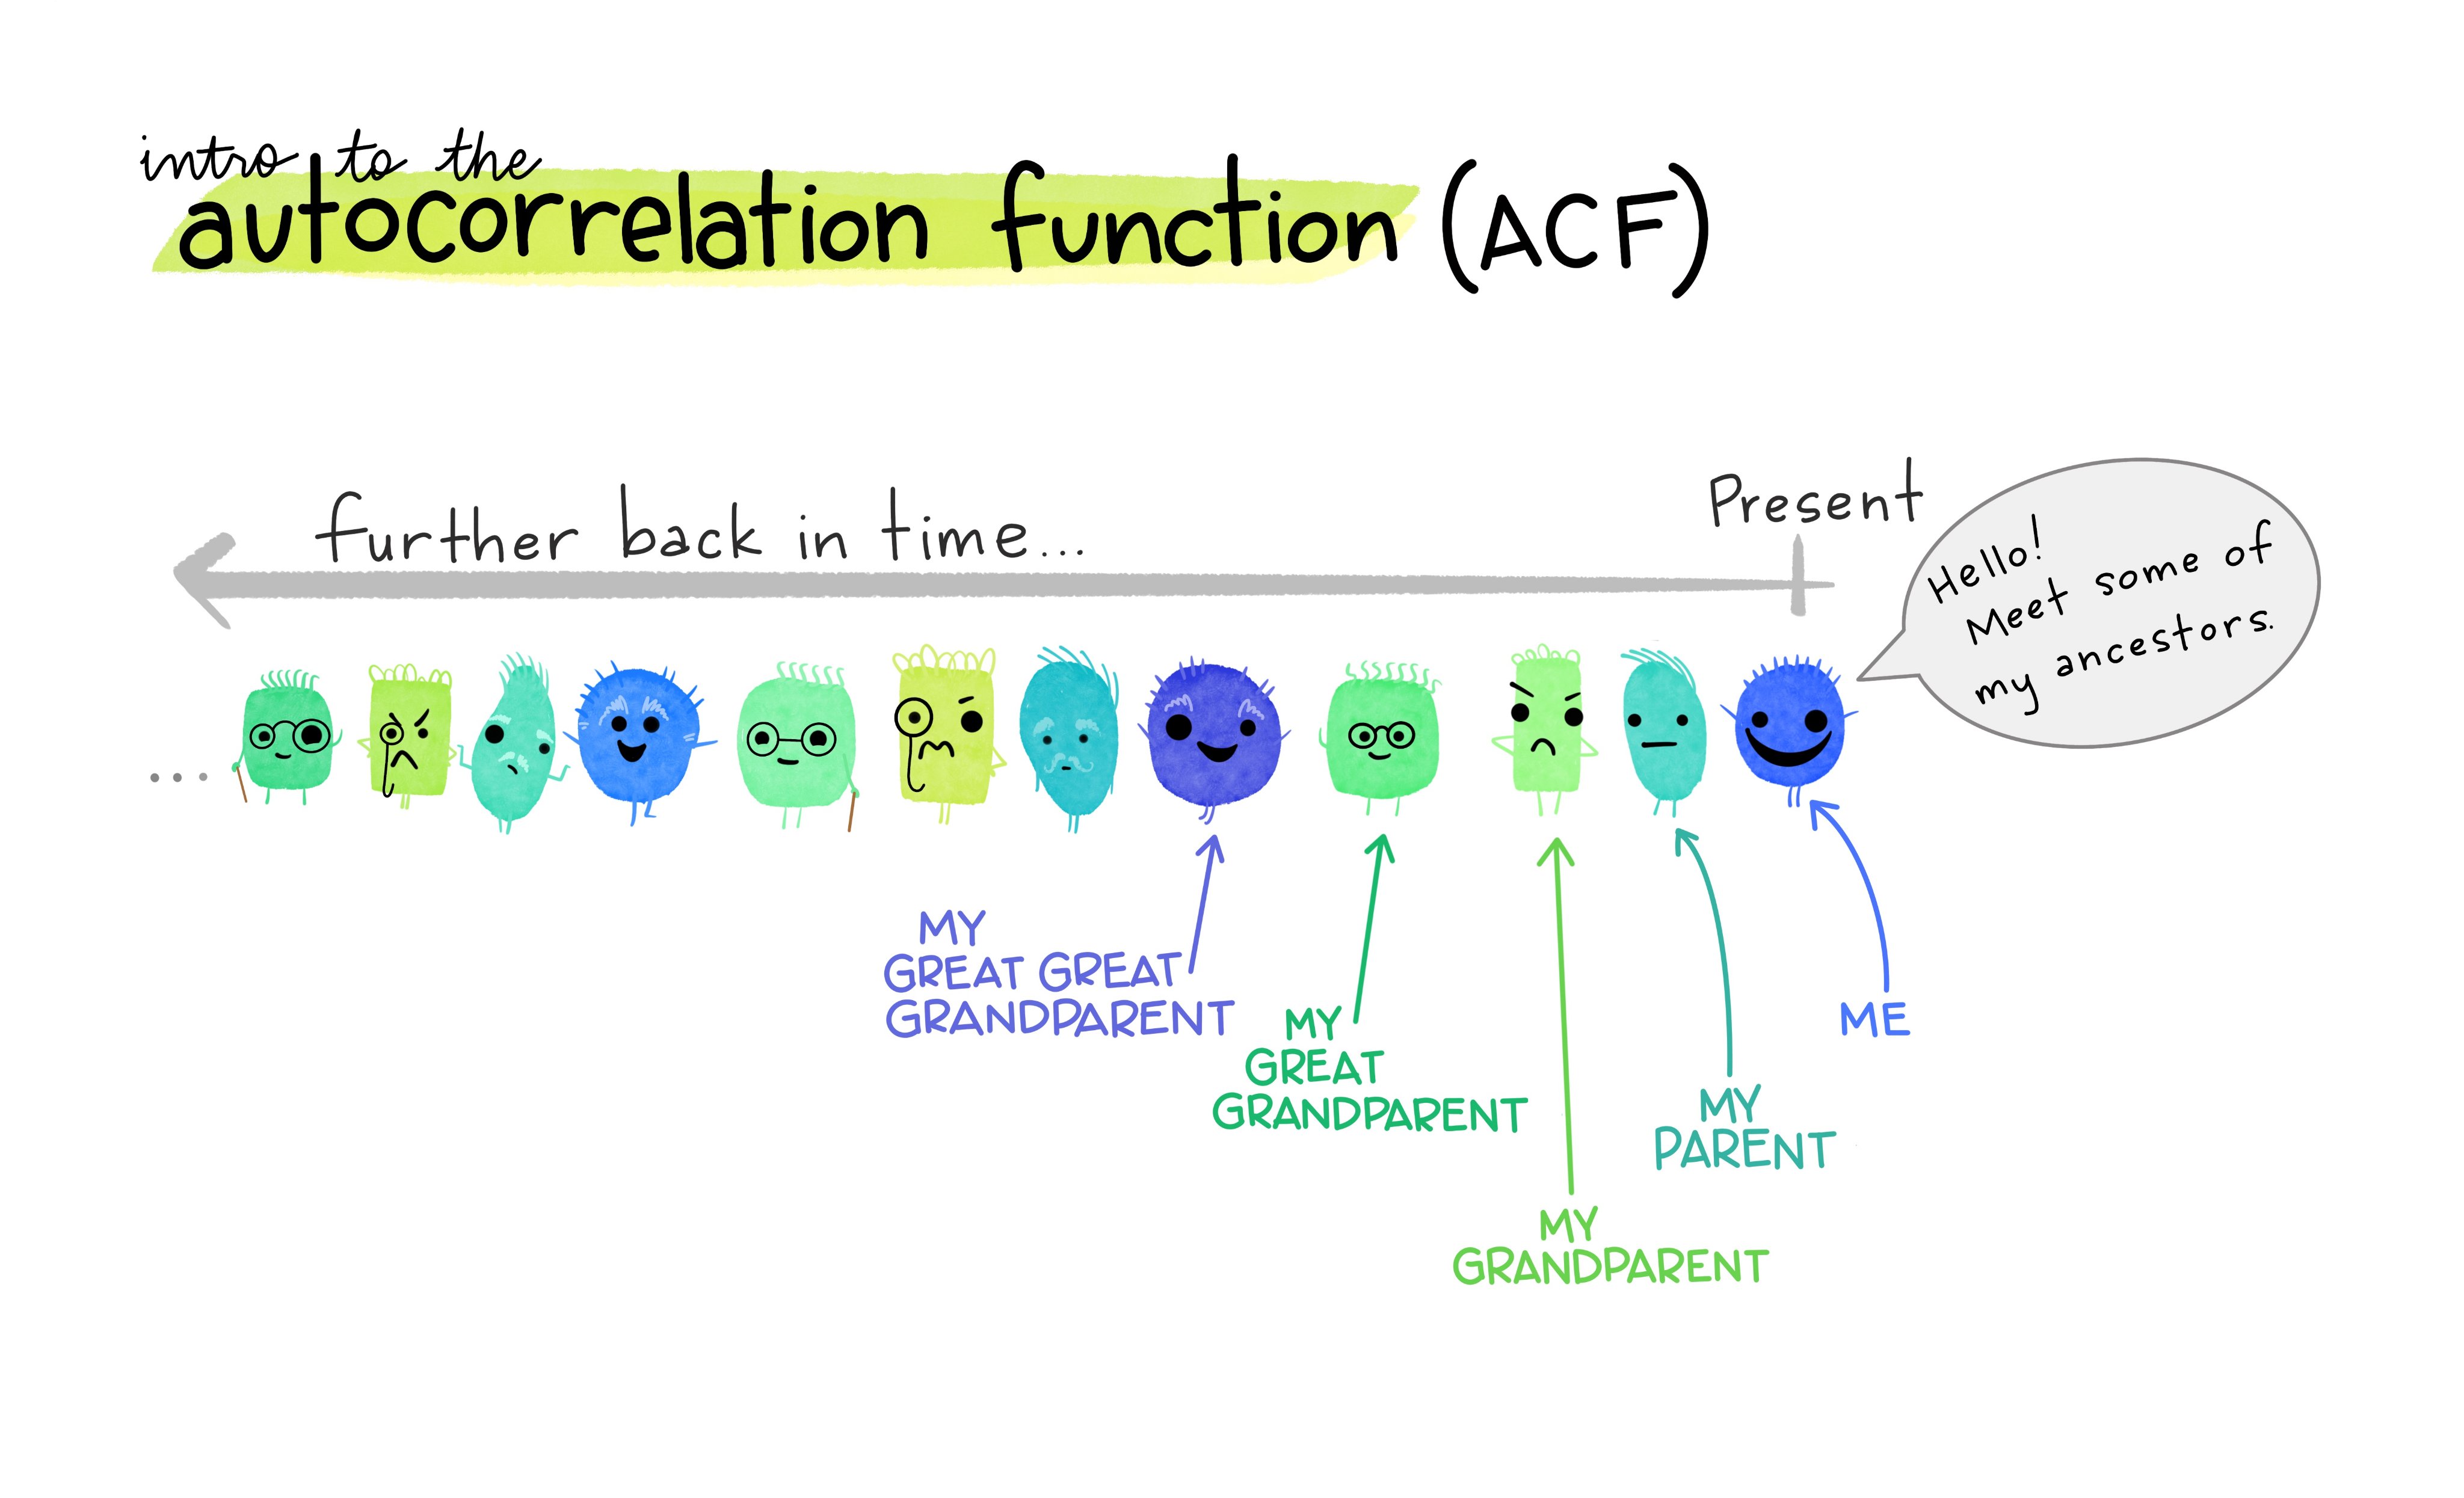 intro to the
autocorrelation function (ACF)
further back in time...
Present
Hello!
Meet some of
my ancestors.
...
MY
GREAT GREAT
GRANDPARENT
MY
GREAT
GRANDPARENT
MY
GRANDPARENT
MY
PARENT
ME